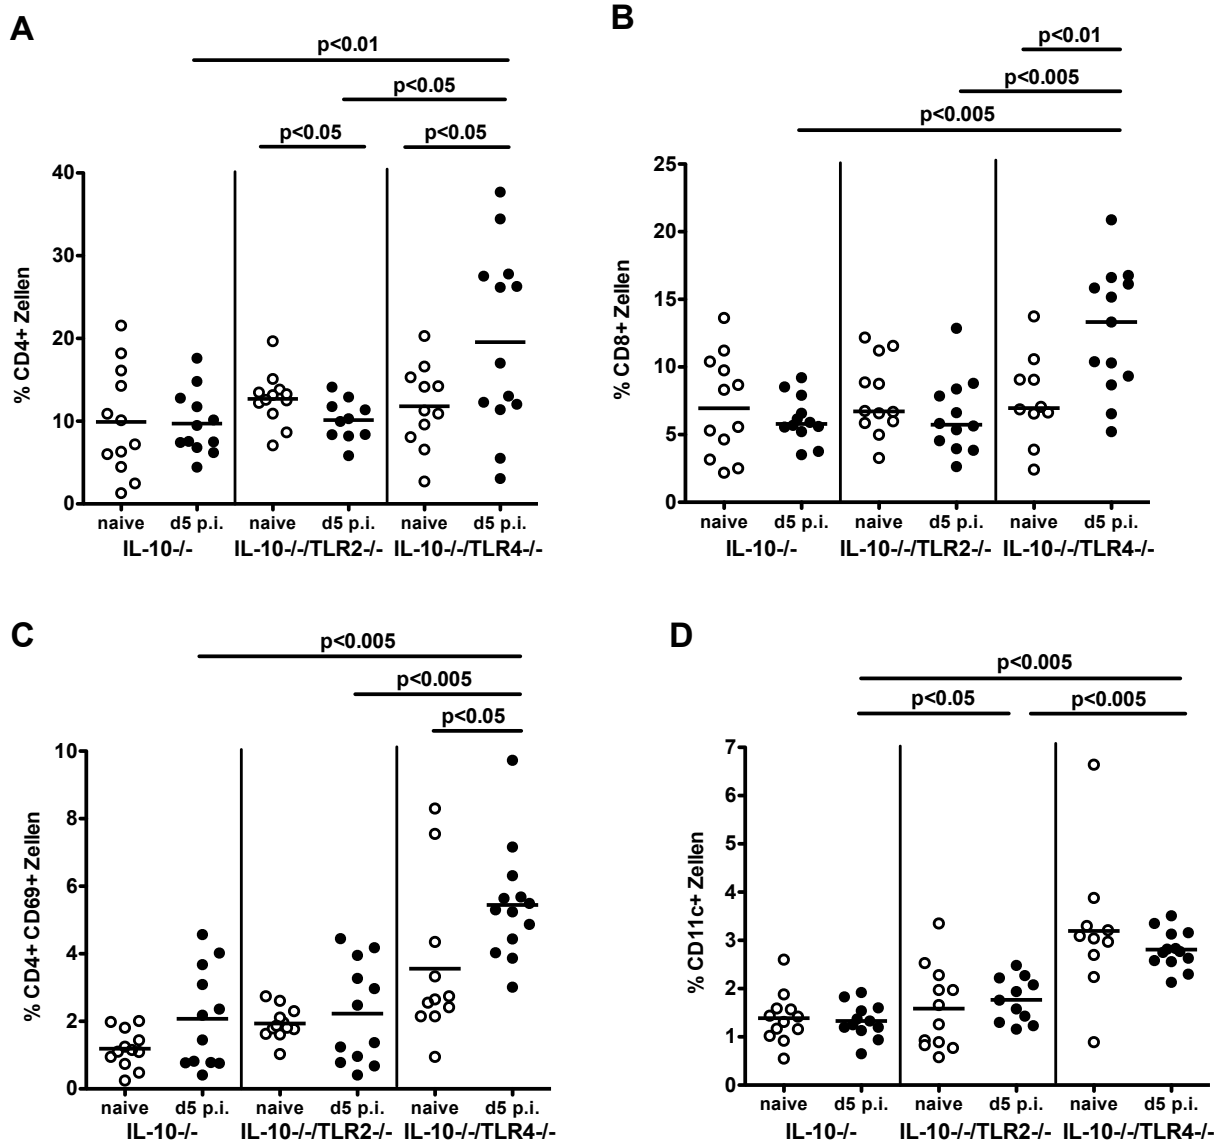 A
p<0.01
p<0.05
p<0.05 p<0.05
% CD4+ Zellen
40
30
20
10
0
naive d5 p.i. naive d5 p.i. naive d5 p.i.
IL-10-/- IL-10-/-/TLR2-/- IL-10-/-/TLR4-/-
B
p<0.01
p<0.005
p<0.005
% CD8+ Zellen
25
20
15
10
5
0
naive d5 p.i. naive d5 p.i. naive d5 p.i.
IL-10-/- IL-10-/-/TLR2-/- IL-10-/-/TLR4-/-
C
p<0.005
p<0.005
p<0.05
% CD4+ CD69+ Zellen
10
8
6
4
2
0
naive d5 p.i. naive d5 p.i. naive d5 p.i.
IL-10-/- IL-10-/-/TLR2-/- IL-10-/-/TLR4-/-
D
p<0.005
p<0.05 p<0.005
% CD11c+ Zellen
7
6
5
4
3
2
1
0
naive d5 p.i. naive d5 p.i. naive d5 p.i.
IL-10-/- IL-10-/-/TLR2-/- IL-10-/-/TLR4-/-